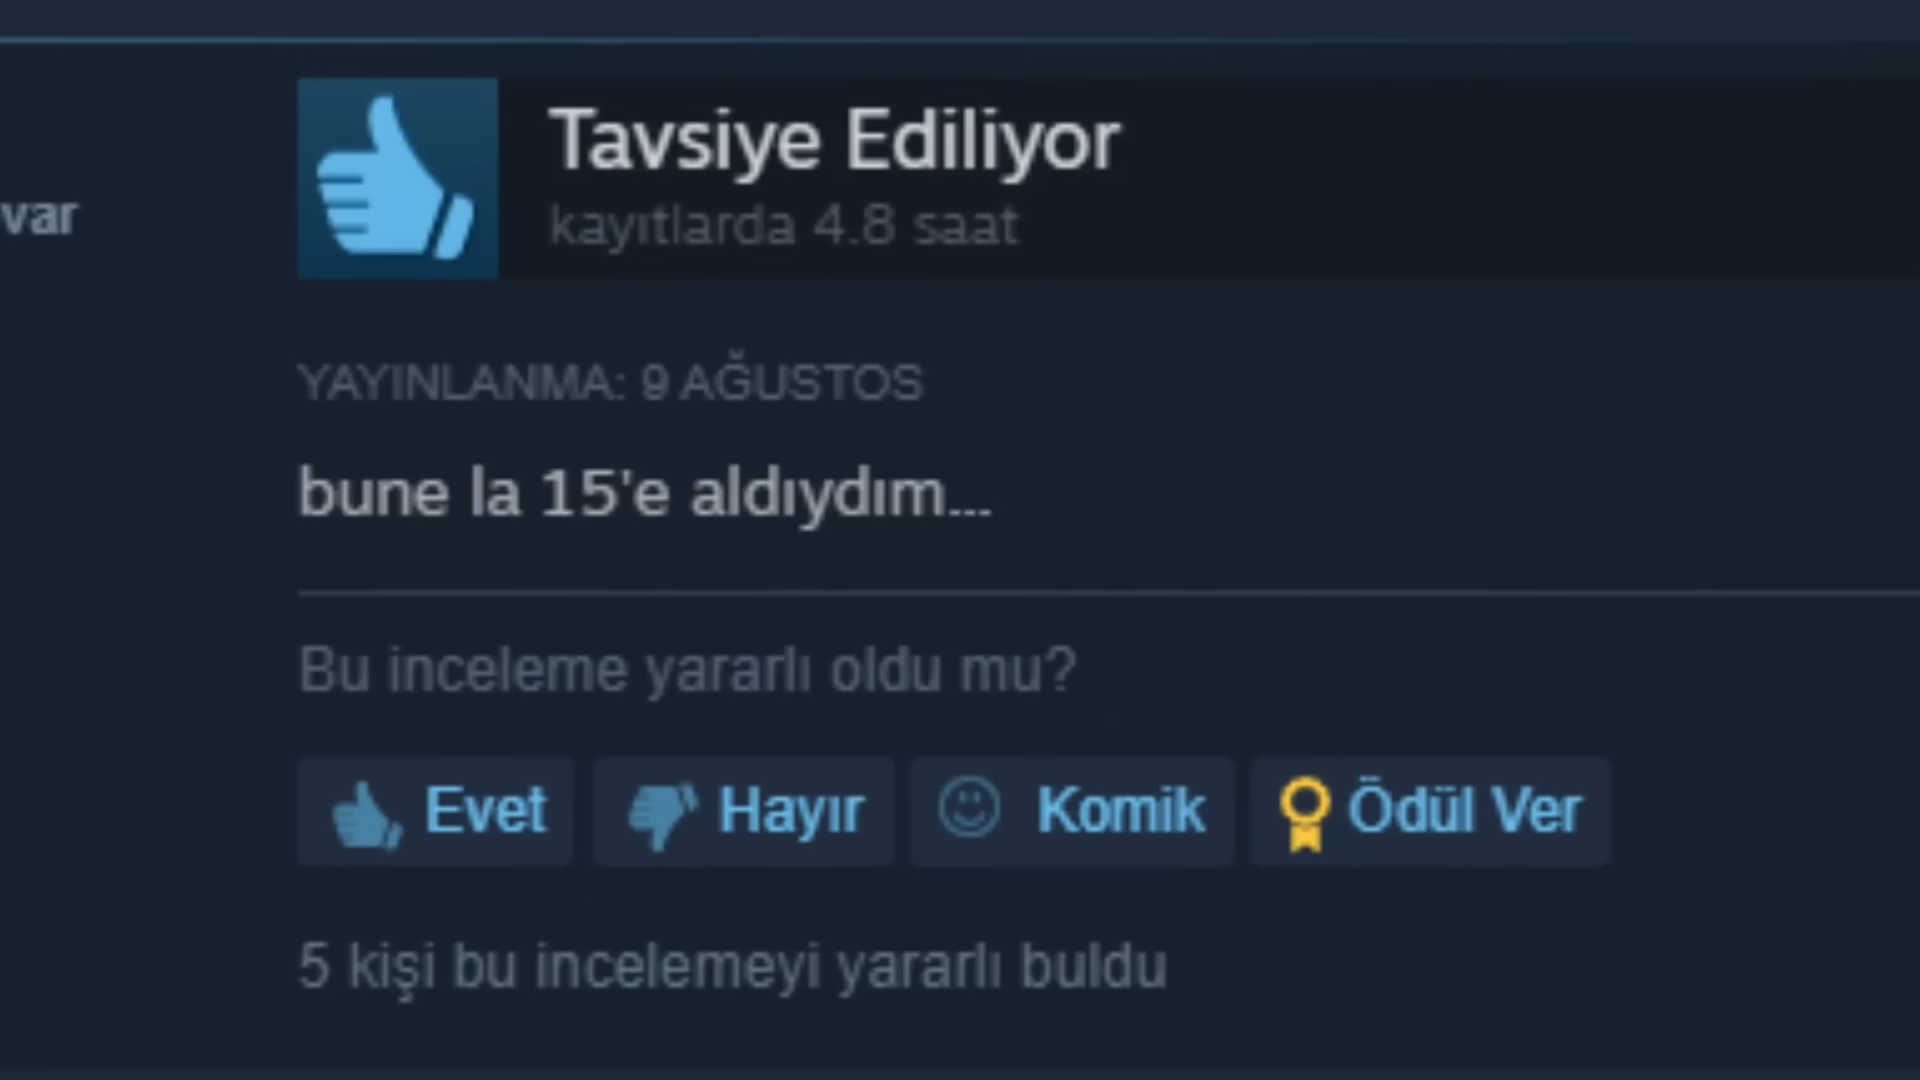 var
Tavsiye Ediliyor
kayıtlarda 4.8 saat
YAYINLANMA: 9 AĞUSTOS
bune la 15'e aldıydım...
Bu inceleme yararlı oldu mu?
Evet Hayır Komik Ödül Ver
5 kişi bu incelemeyi yararlı buldu